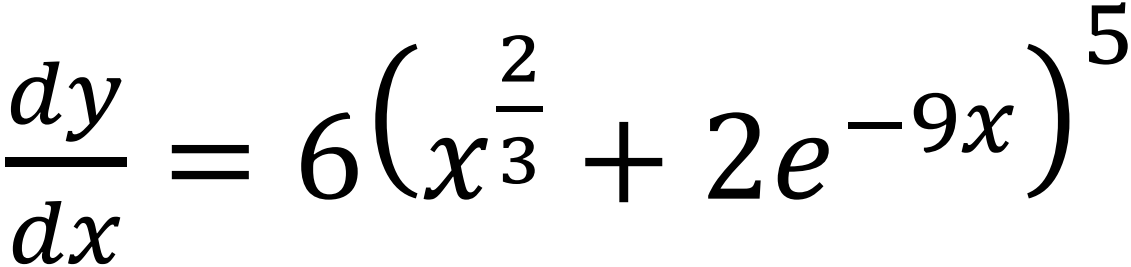 dy/dx = 6(x^(2/3) + 2e^(−9x))^5